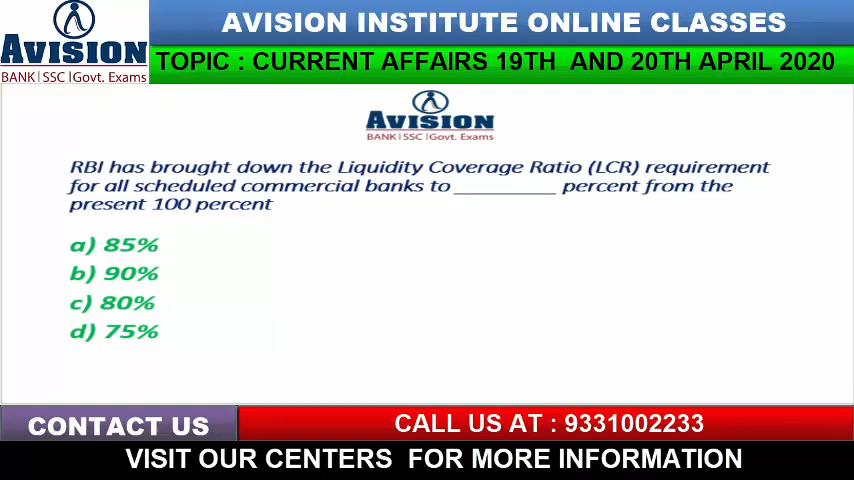 AVISION
BANK|SSC|Govt. Exams
AVISION INSTITUTE ONLINE CLASSES
TOPIC : CURRENT AFFAIRS 19TH AND 20TH APRIL 2020
AVISION
BANK|SSC|Govt. Exams
RBI has brought down the Liquidity Coverage Ratio (LCR) requirement
for all scheduled commercial banks to _________ percent from the
present 100 percent
a) 85%
b) 90%
c) 80%
d) 75%
CONTACT US
CALL US AT : 9331002233
VISIT OUR CENTERS FOR MORE INFORMATION